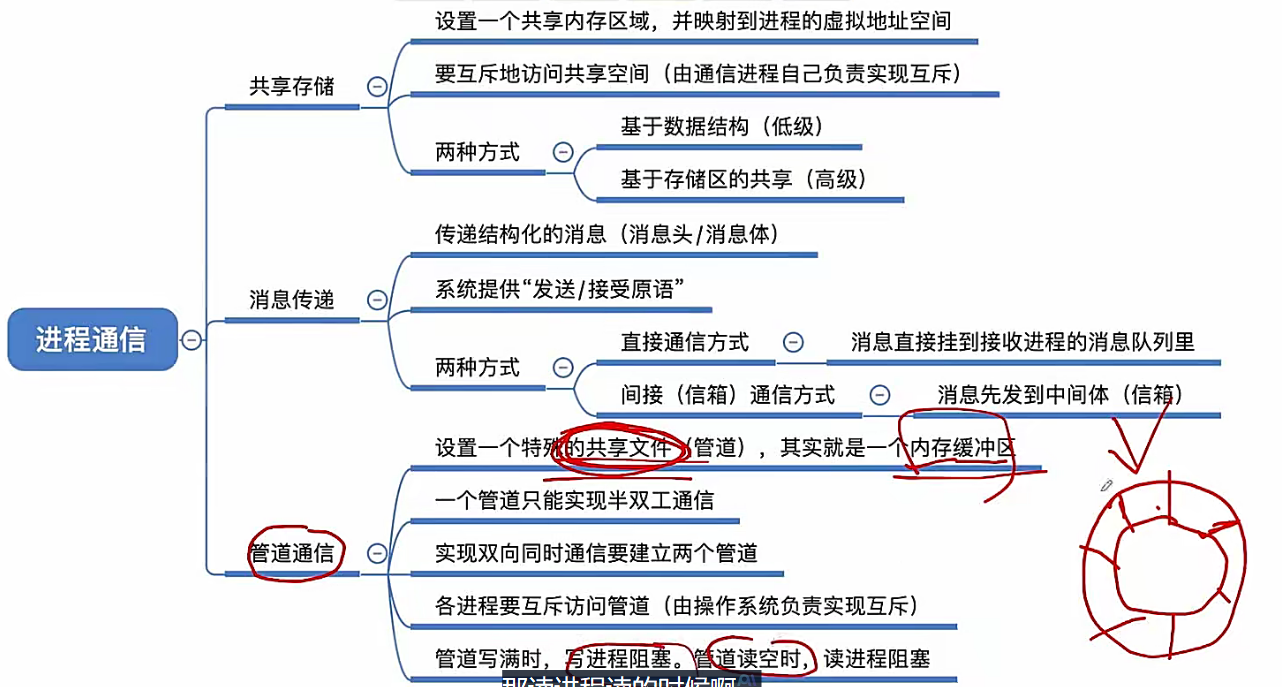 设置一个共享内存区域，并映射到进程的虚拟地址空间
共享存储
要互斥地访问共享空间（由通信进程自己负责实现互斥）
基于数据结构（低级）
两种方式
基于存储区的共享（高级）
传递结构化的消息（消息头/消息体）
消息传递
系统提供“发送/接受原语”
直接通信方式
消息直接挂到接收进程的消息队列里
进程通信
两种方式
间接（信箱）通信方式
消息先发到中间体（信箱）
设置一个特殊的共享文件（管道），其实就是一个内存缓冲区
一个管道只能实现半双工通信
管道通信
实现双向同时通信要建立两个管道
各进程要互斥访问管道（由操作系统负责实现互斥）
管道写满时，写进程阻塞。管道读空时，读进程阻塞
那读进程读的时候啊